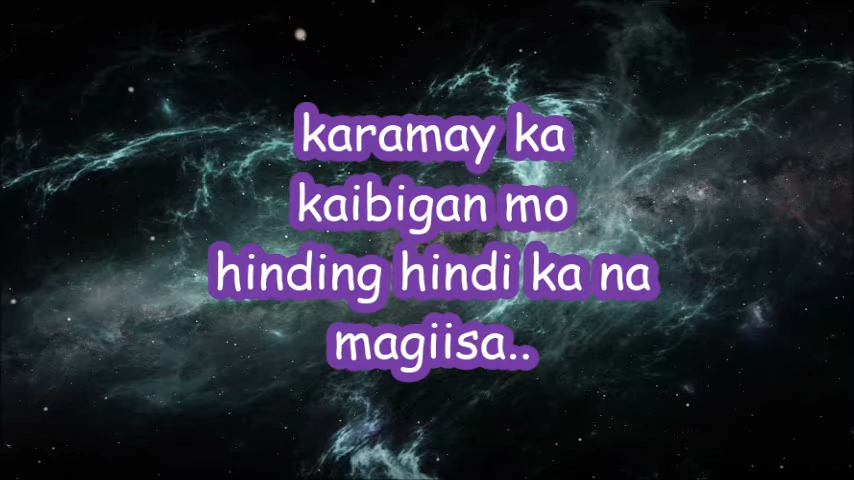 karamay ka
kaibigan mo
hinding hindi ka na
magiisa..